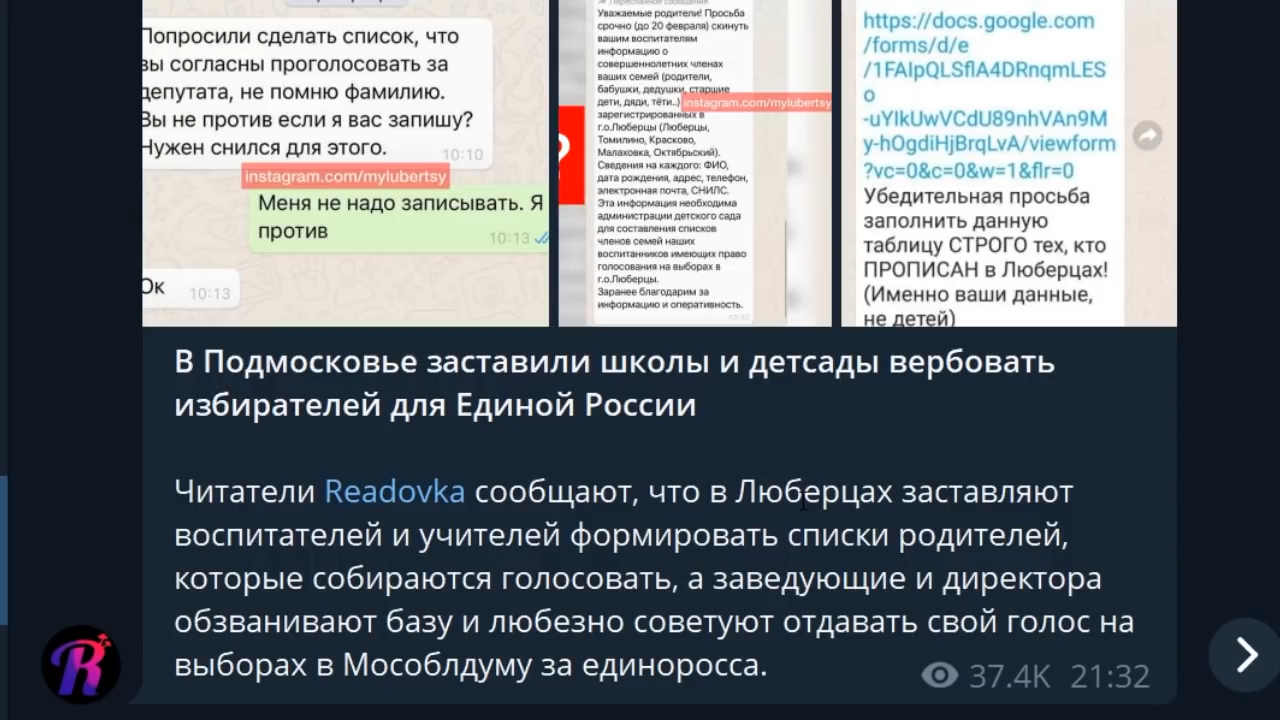 Попросили сделать список, что
вы согласны проголосовать за
депутата, не помню фамилию.
Вы не против если я вас запишу?
Нужен снился для этого.
10:10
instagram.com/mylubertsy
Меня не надо записывать. Я
против
10:13
Ок
10:13
Пересланное сообщение
Уважаемые родители! Просьба
срочно (до 20 февраля) скинуть
вашим воспитателям
информацию о
совершеннолетних членах
ваших семей (родители,
бабушки, дедушки, старшие
дети, дяди, тёти..)
instagram.com/mylubertsy
зарегистрированных в
г.о.Люберцы (Люберцы,
Томилино, Красково,
Малаховка, Октябрьский).
Сведения на каждого: ФИО,
дата рождения, адрес, телефон,
электронная почта, СНИЛС.
Эта информация необходима
администрации детского сада
для составления списков
членов семей наших
воспитанников имеющих право
голосования на выборах в
г.о.Люберцы.
Заранее благодарим за
информацию и оперативность.
?
https://docs.google.com
/forms/d/e
/1FAIpQLSflA4DRnqmLES
o
-uYlkUwVCdU89nhVAn9M
y-hOgdiHjBrqLvA/viewform
?vc=0&c=0&w=1&flr=0
Убедительная просьба
заполнить данную
таблицу СТРОГО тех, кто
ПРОПИСАН в Люберцах!
(Именно ваши данные,
не детей)
В Подмосковье заставили школы и детсады вербовать
избирателей для Единой России
Читатели Readovka сообщают, что в Люберцах заставляют
воспитателей и учителей формировать списки родителей,
которые собираются голосовать, а заведующие и директора
обзванивают базу и любезно советуют отдавать свой голос на
выборах в Мособлдуму за единоросса.
37.4K 21:32
R